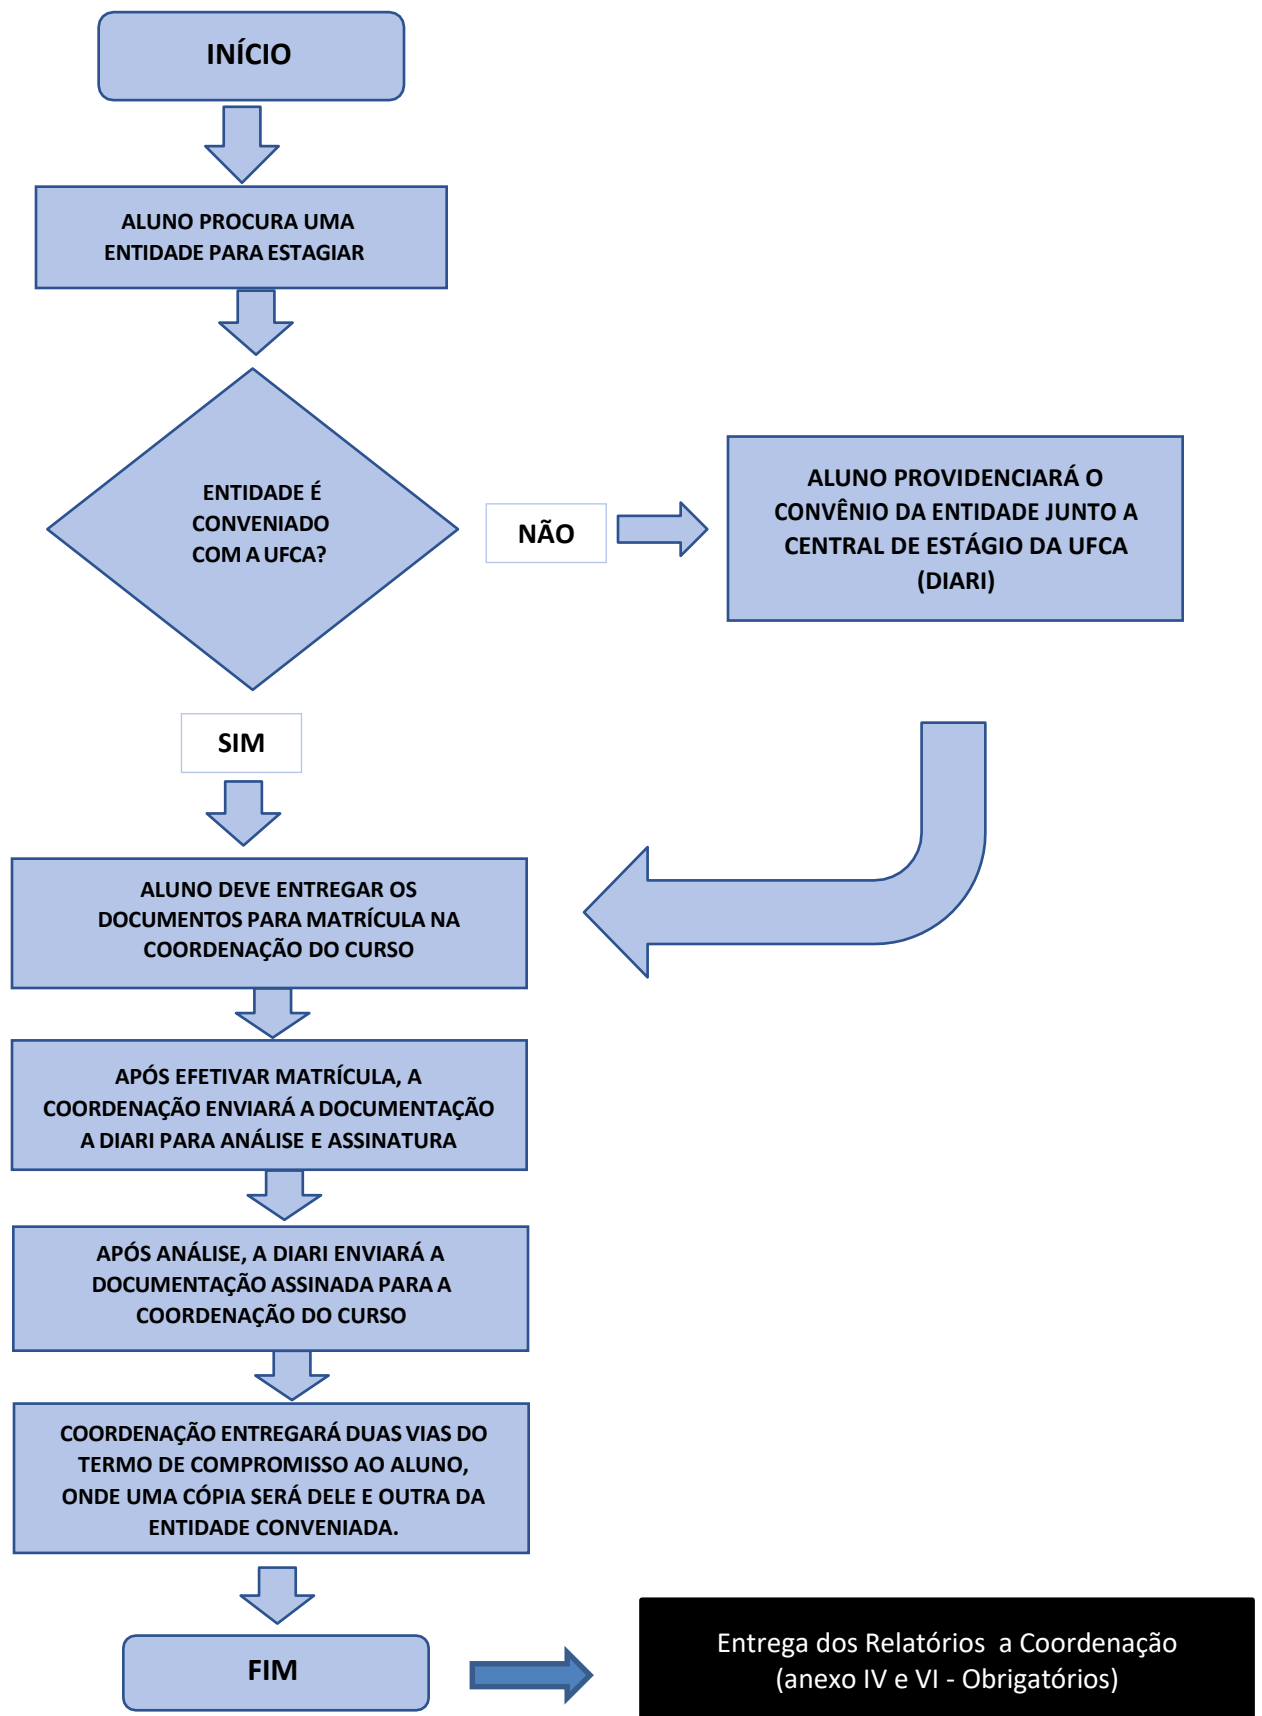 INÍCIO
ALUNO PROCURA UMA
ENTIDADE PARA ESTAGIAR
ENTIDADE É
CONVENIADO
COM A UFCA?
NÃO
ALUNO PROVIDENCIARÁ O
CONVÊNIO DA ENTIDADE JUNTO A
CENTRAL DE ESTÁGIO DA UFCA
(DIARI)
SIM
ALUNO DEVE ENTREGAR OS
DOCUMENTOS PARA MATRÍCULA NA
COORDENAÇÃO DO CURSO
APÓS EFETIVAR MATRÍCULA, A
COORDENAÇÃO ENVIARÁ A DOCUMENTAÇÃO
A DIARI PARA ANÁLISE E ASSINATURA
APÓS ANÁLISE, A DIARI ENVIARÁ A
DOCUMENTAÇÃO ASSINADA PARA A
COORDENAÇÃO DO CURSO
COORDENAÇÃO ENTREGARÁ DUAS VIAS DO
TERMO DE COMPROMISSO AO ALUNO,
ONDE UMA CÓPIA SERÁ DELE E OUTRA DA
ENTIDADE CONVENIADA.
FIM
Entrega dos Relatórios a Coordenação
(anexo IV e VI - Obrigatórios)